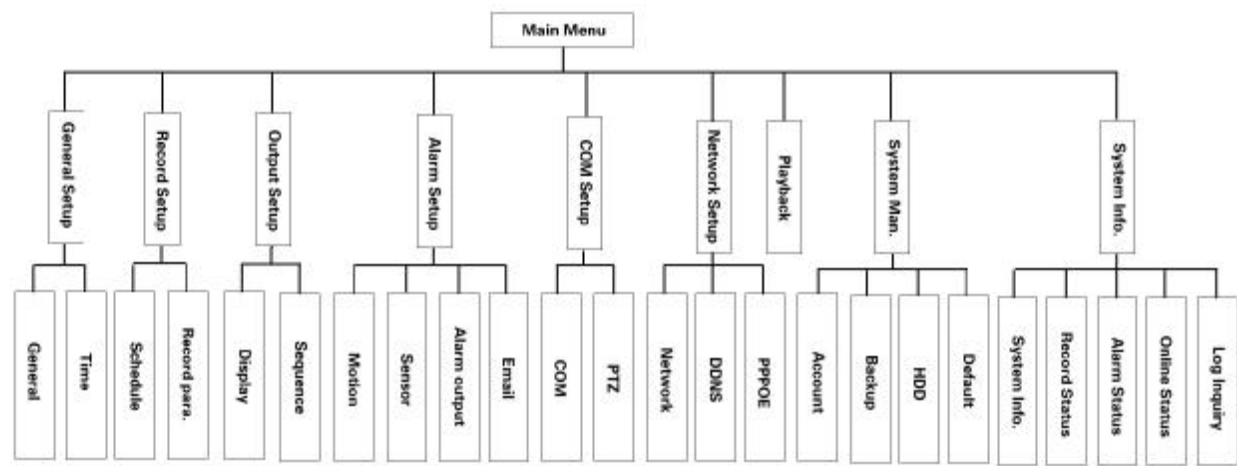 Main Menu
General Setup
Record Setup
Output Setup
Alarm Setup
COM Setup
Network Setup
Playback
System Man.
System Info.
General
Time
Schedule
Record para.
Display
Sequence
Motion
Sensor
Alarm output
Email
COM
PTZ
Network
DDNS
PPPOE
Account
Backup
HDD
Default
System Info.
Record Status
Alarm Status
Online Status
Log Inquiry